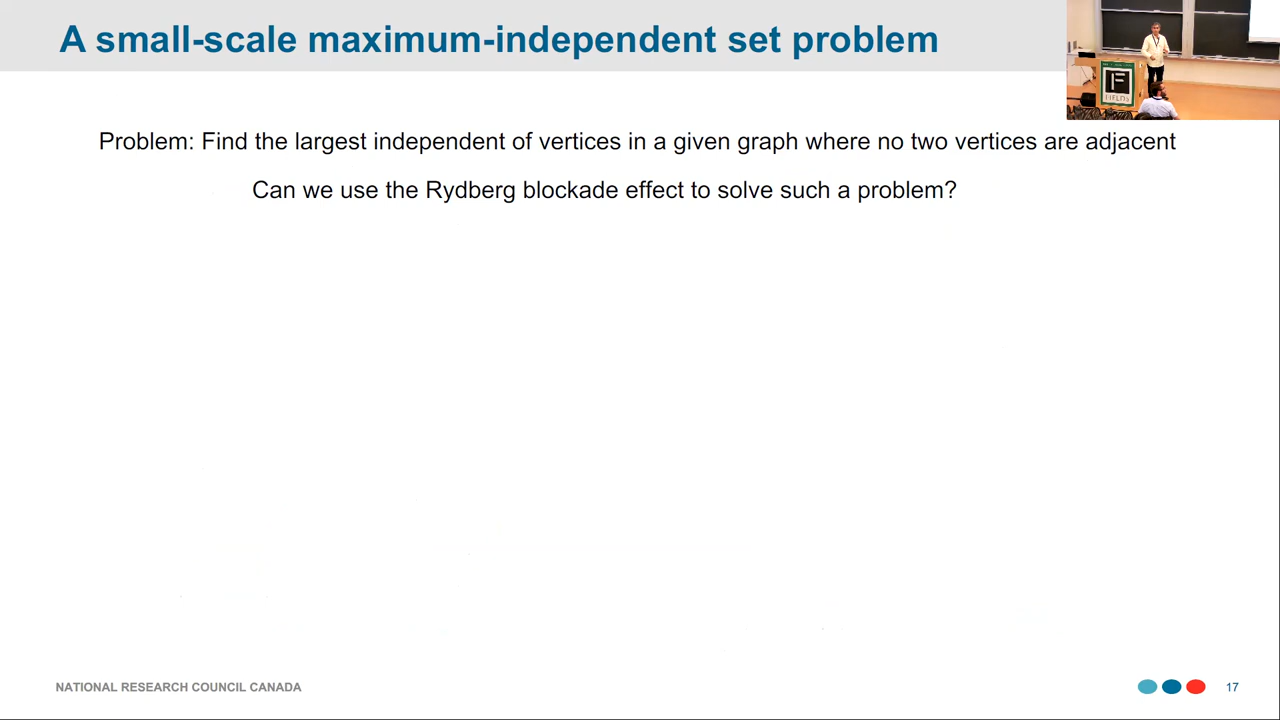 A small-scale maximum-independent set problem
Problem: Find the largest independent of vertices in a given graph where no two vertices are adjacent
Can we use the Rydberg blockade effect to solve such a problem?
NATIONAL RESEARCH COUNCIL CANADA
17
F
FIELDS